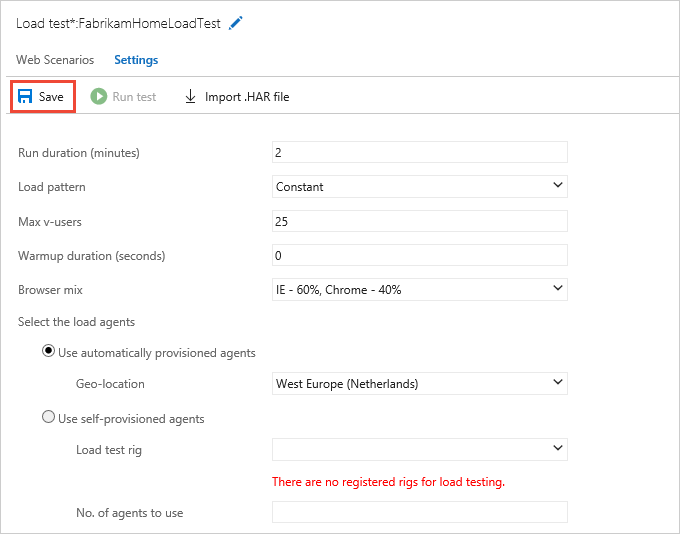 Load test*:FabrikamHomeLoadTest
Web Scenarios Settings
Save Run test Import .HAR file
Run duration (minutes) 2
Load pattern Constant
Max v-users 25
Warmup duration (seconds) 0
Browser mix IE - 60%, Chrome - 40%
Select the load agents
Use automatically provisioned agents
Geo-location West Europe (Netherlands)
Use self-provisioned agents
Load test rig
There are no registered rigs for load testing.
No. of agents to use